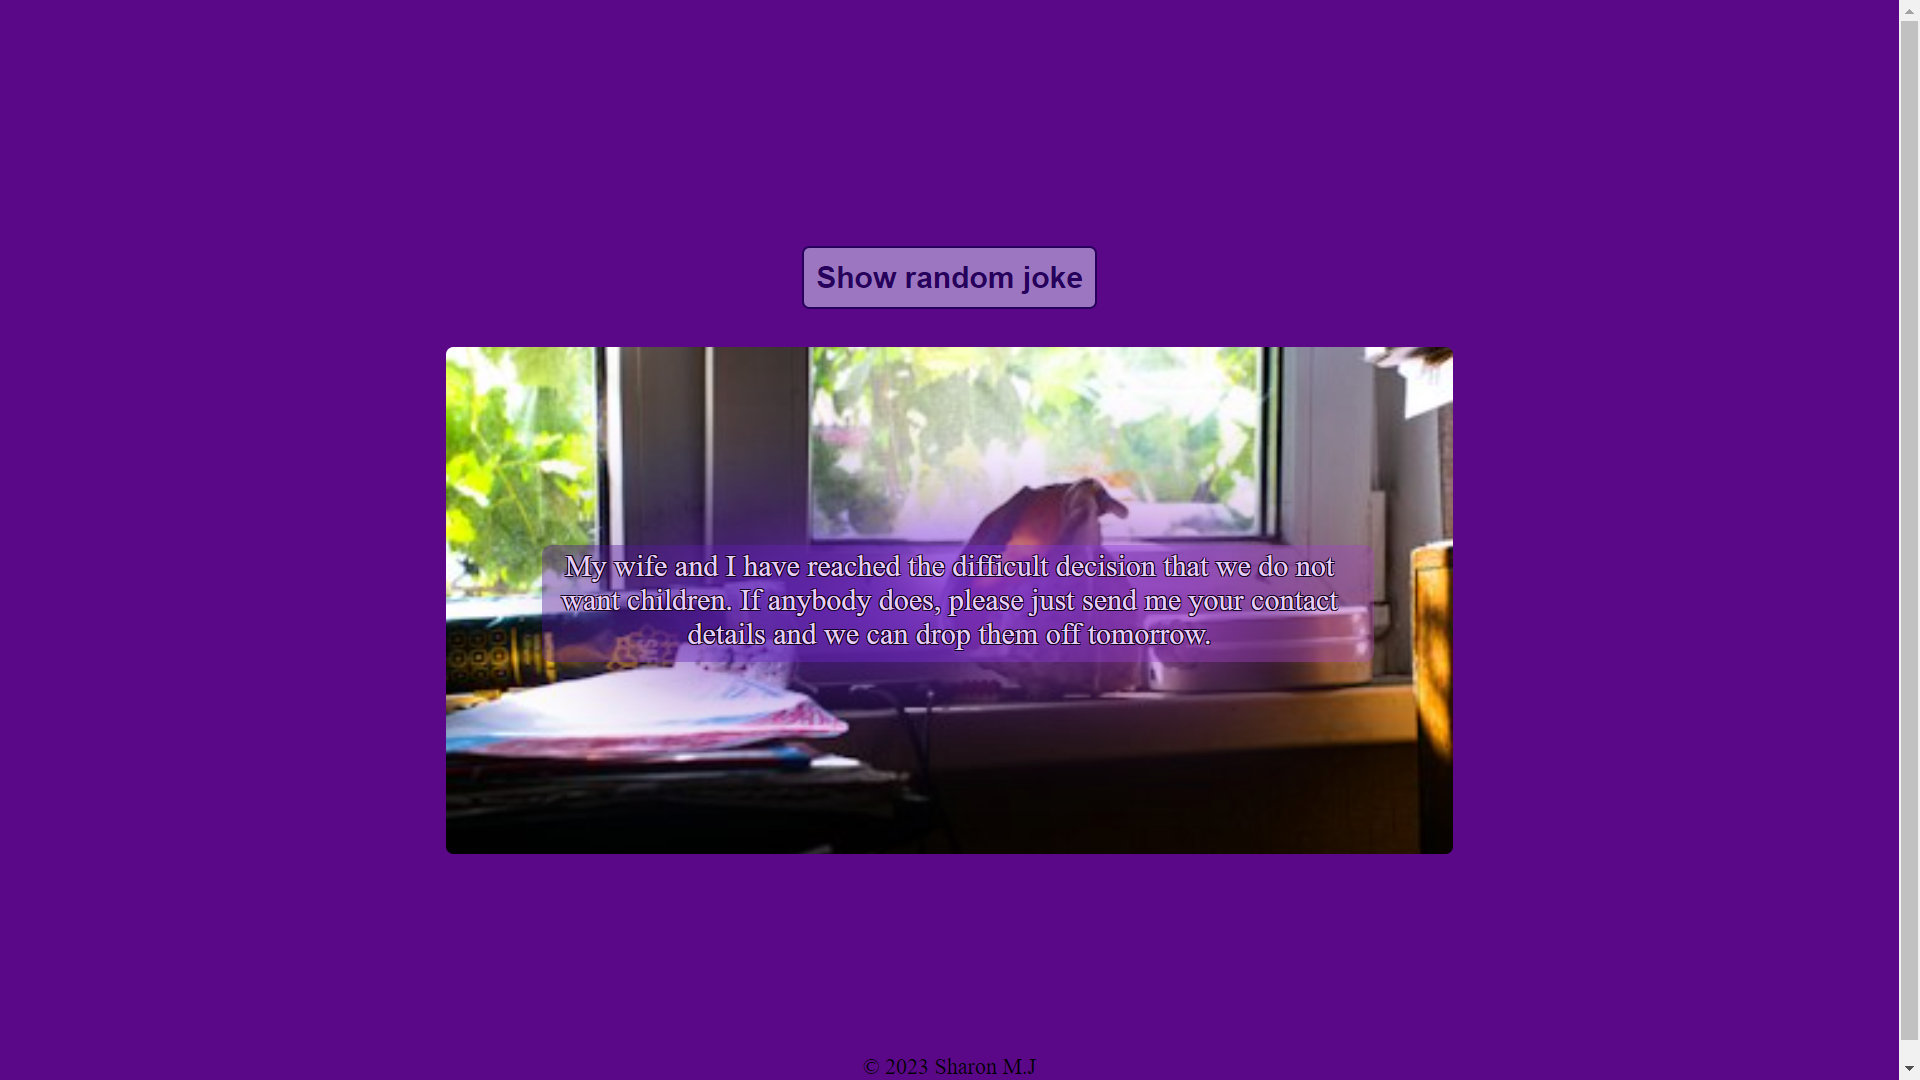 Show random joke
My wife and I have reached the difficult decision that we do not
want children. If anybody does, please just send me your contact
details and we can drop them off tomorrow.
© 2023 Sharon M.J